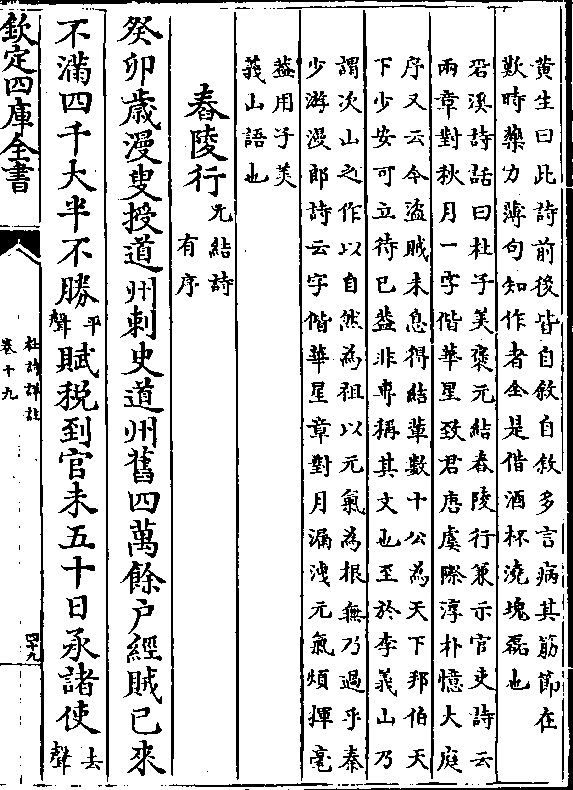 黄生曰此詩前後皆自敘自敘多言病其筋節在
歎時藥力薄句知作者全是借酒杯澆塊磊也
䂬溪詩話曰杜子美褒元結舂陵行兼示官吏詩云
兩章對秋月一字偕華星致君唐虞際淳朴憶大庭
序又云今盜賊未息得結軰數十公為天下邦伯天
下少安可立待已蓋非專稱其文也至於李義山乃
謂次山之作以自然為祖以元氣為根無乃過乎秦
少游漫郎詩云字偕華星章對月漏洩元氣煩揮毫
蓋用子美
義山語也
舂陵行 元結詩
有序
癸卯歲漫叟授道州刺史道州舊四萬餘户經賊已來
不滿四千大半不勝 平
聲 賦税到官未五十日承諸使 去
聲
欽定四庫全書
杜詩詳註
卷十九
四十九